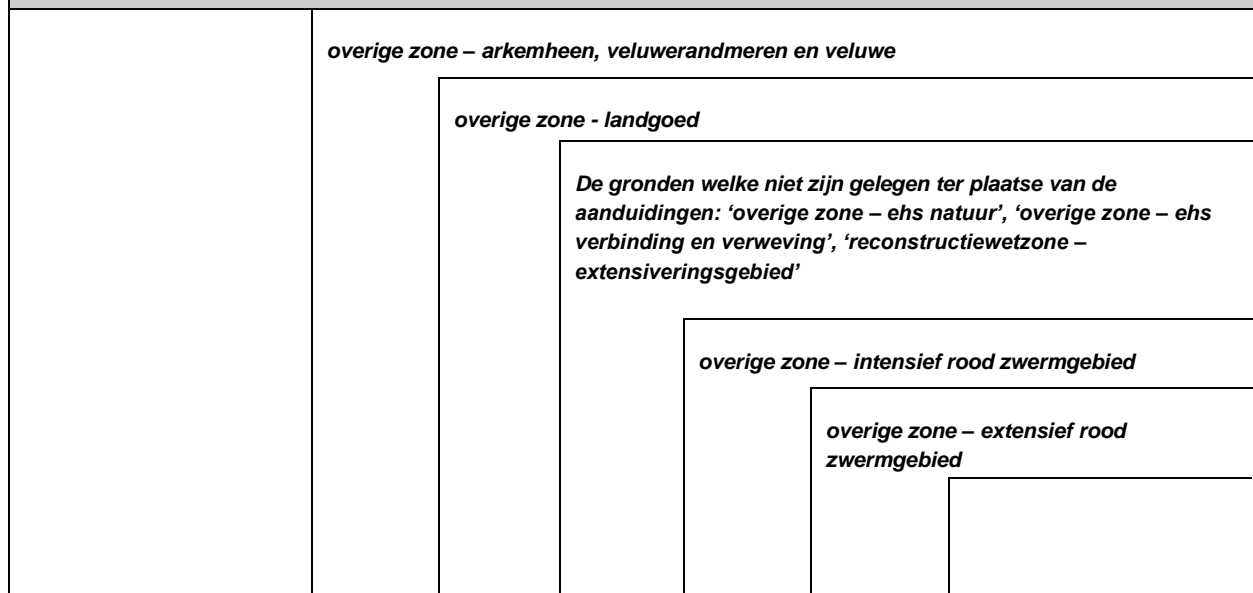 overige zone – arkemheen, veluwerandmeren en veluwe
overige zone - landgoed
De gronden welke niet zijn gelegen ter plaatse van de
aanduidingen: ‘overige zone – ehs natuur’, ‘overige zone – ehs
verbinding en verweving’, ‘reconstructiewetzone –
extensiveringsgebied’
overige zone – intensief rood zwermgebied
overige zone – extensief rood
zwermgebied